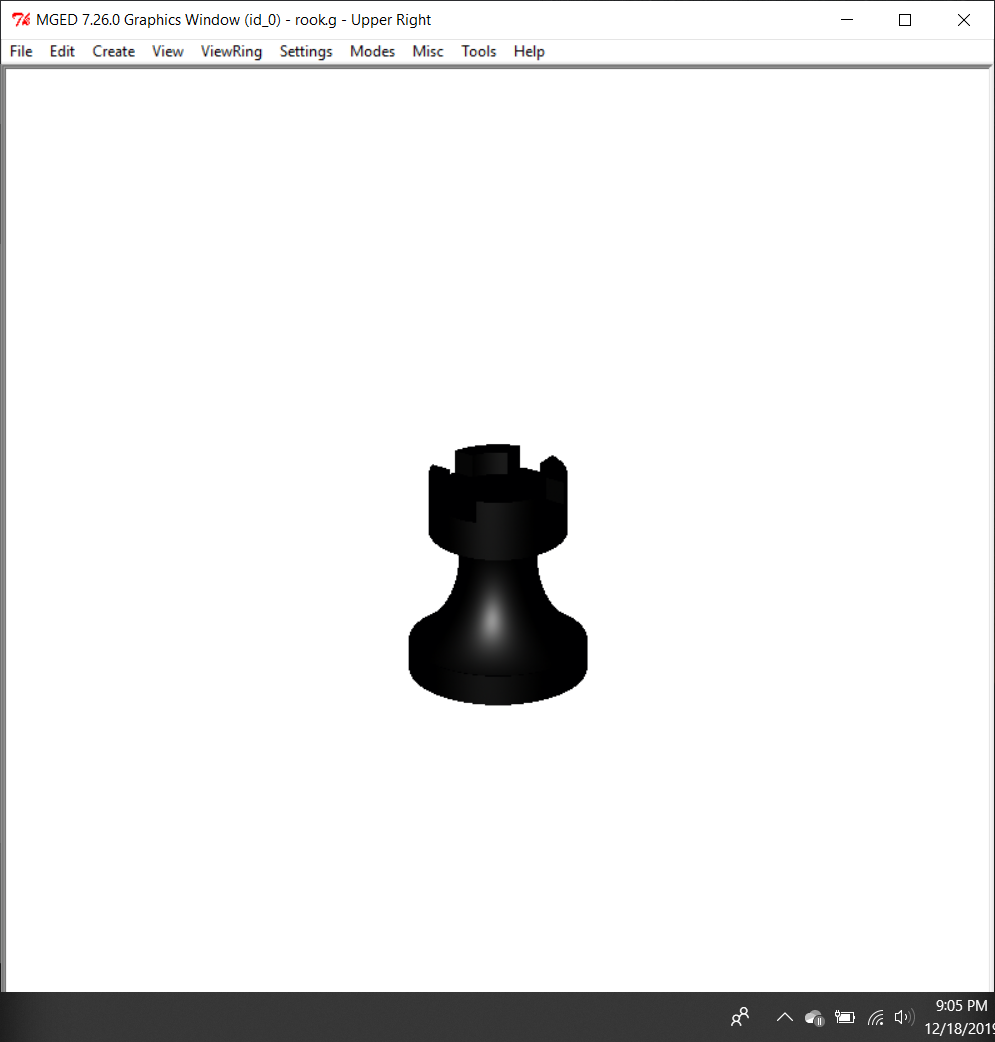 MGED 7.26.0 Graphics Window (id_0) - rook.g - Upper Right
File Edit Create View ViewRing Settings Modes Misc Tools Help
9:05 PM
12/18/2019